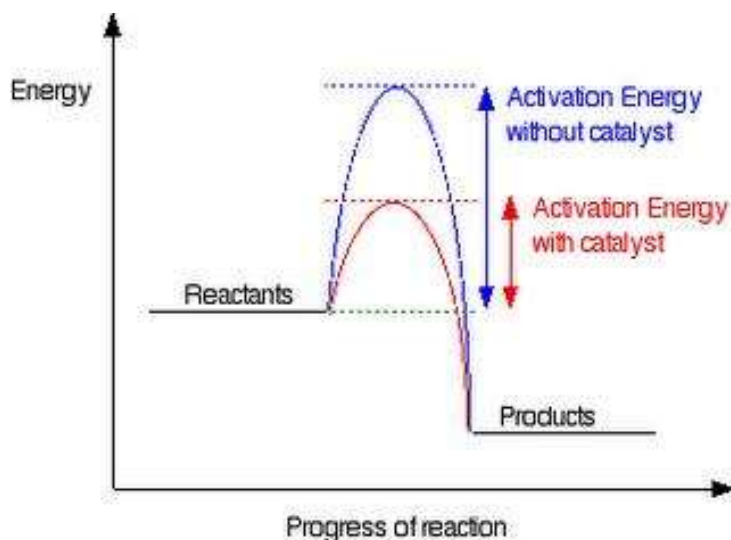 Energy
Activation Energy
without catalyst
Activation Energy
with catalyst
Reactants
Products
Progress of reaction